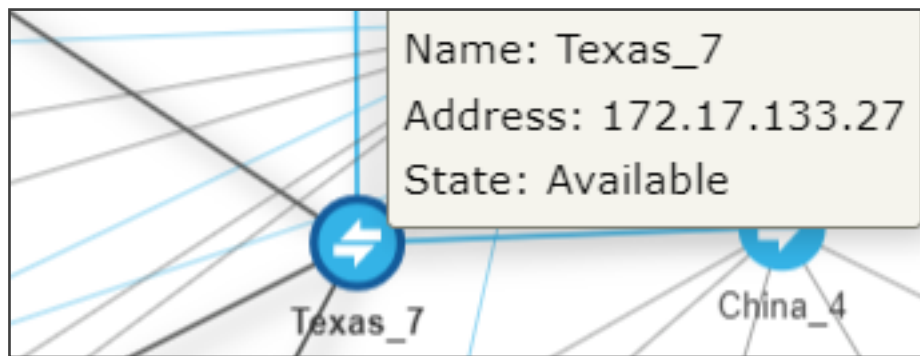 Name: Texas_7
Address: 172.17.133.27
State: Available
Texas_7
China_4